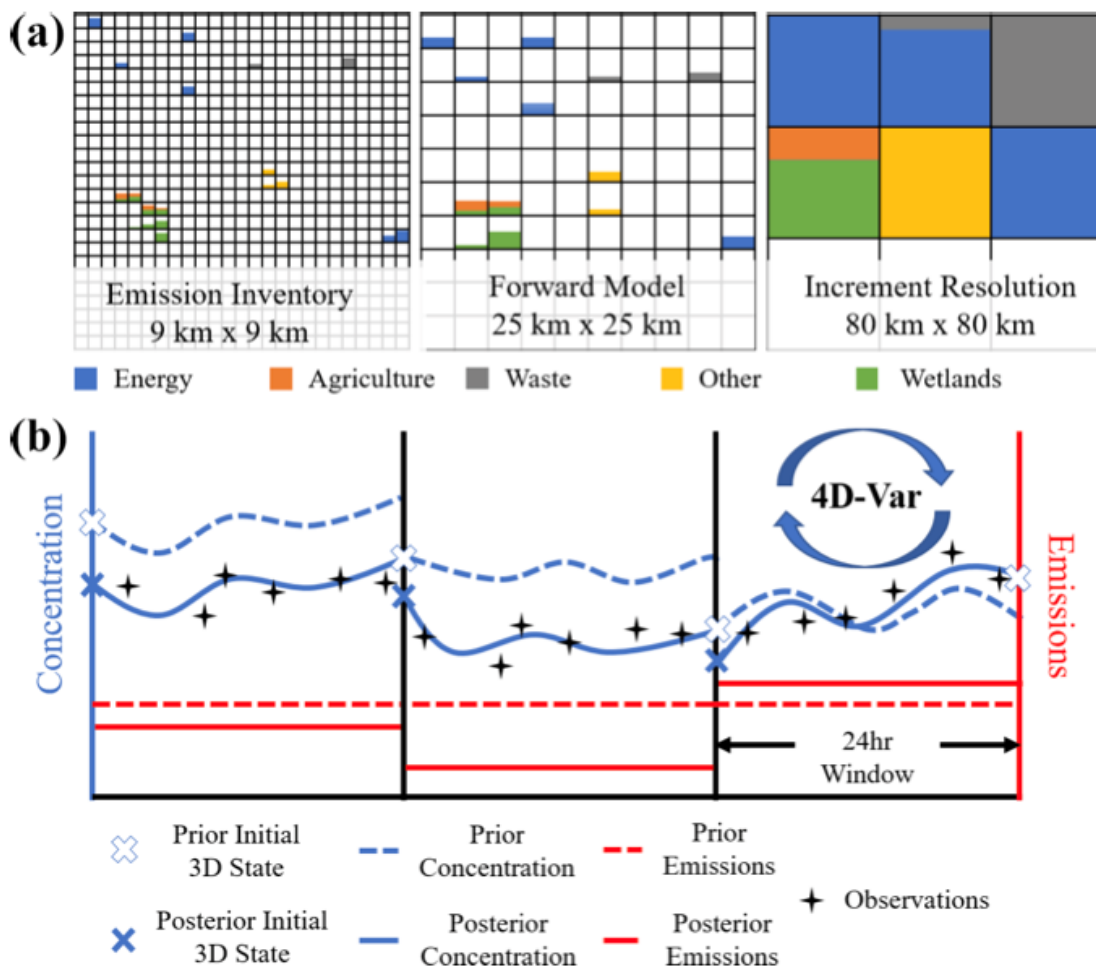 (a)
Emission Inventory
9 km x 9 km
Forward Model
25 km x 25 km
Increment Resolution
80 km x 80 km
Energy
Agriculture
Waste
Other
Wetlands
(b)
Concentration
4D-Var
Emissions
24hr
Window
Prior Initial
3D State
Prior
Concentration
Prior
Emissions
Observations
Posterior Initial
3D State
Posterior
Concentration
Posterior
Emissions